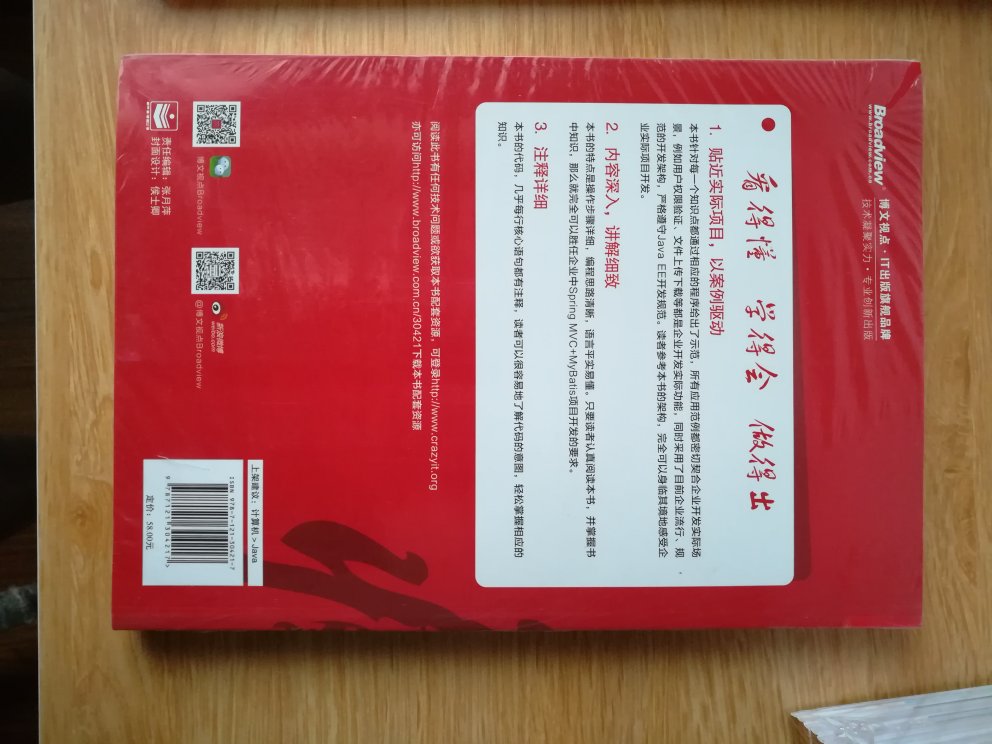 Broadview®
www.broadview.com.cn
博文视点·IT出版旗舰品牌
技术凝聚实力·专业创新出版
看得懂 学得会 做得出
1. 贴近实际项目，以案例驱动
本书针对每一个知识点都通过相应的程序给出了示范，所有应用范例都密切契合企业开发实际场
景，例如用户权限验证、文件上传下载等都是企业开发实际功能，同时采用了目前企业流行、规
范的开发架构，严格遵守Java EE开发规范。读者参考本书的架构，完全可以身临其境地感受企
业实际项目开发。
2. 内容深入，讲解细致
本书的特点是操作步骤详细，编程思路清晰，语言平实易懂。只要读者认真阅读本书，并掌握书
中知识，那么就完全可以胜任企业中Spring MVC+MyBatis项目开发的要求。
3. 注释详细
本书的代码，几乎每行核心语句都有注释，读者可以很容易地了解代码的意图，轻松掌握相应的
知识。
阅读此书有任何技术问题或欲获取本书配套资源，可登录http://www.crazyit.org
亦可访问http://www.broadview.com.cn/30421下载本书配套资源
博文视点Broadview
新浪微博
weibo.com
@博文视点Broadview
责任编辑：张月萍
封面设计：侯士卿
上架建议：计算机>Java
ISBN 978-7-121-30421-7
9 787121 304217>
定价：58.00元